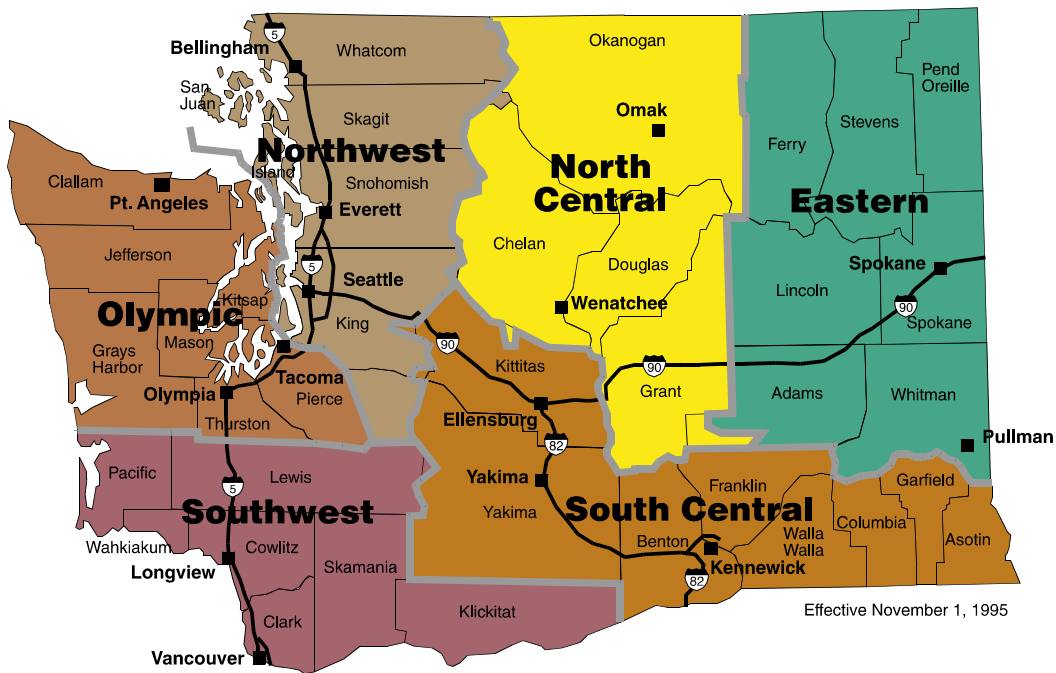 5
Bellingham
Whatcom
Okanogan
San
Juan
Pend
Oreille
Skagit
Omak
Stevens
Ferry
Northwest
Island
North
Central
Clallam
Pt. Angeles
Snohomish
Everett
Eastern
Jefferson
Chelan
Douglas
5
Seattle
Spokane
Kitsap
Wenatchee
Lincoln
90
Olympic
Mason
King
Spokane
Grays
Harbor
90
Kittitas
90
Olympia
Tacoma
Pierce
Grant
Adams
Whitman
Thurston
Ellensburg
82
Pullman
Pacific
Lewis
5
Yakima
Franklin
Garfield
Southwest
Yakima
South Central
Wahkiakum
Cowlitz
Benton
Walla
Walla
Columbia
Asotin
Longview
Skamania
Kennewick
82
Clark
Klickitat
Effective November 1, 1995
Vancouver